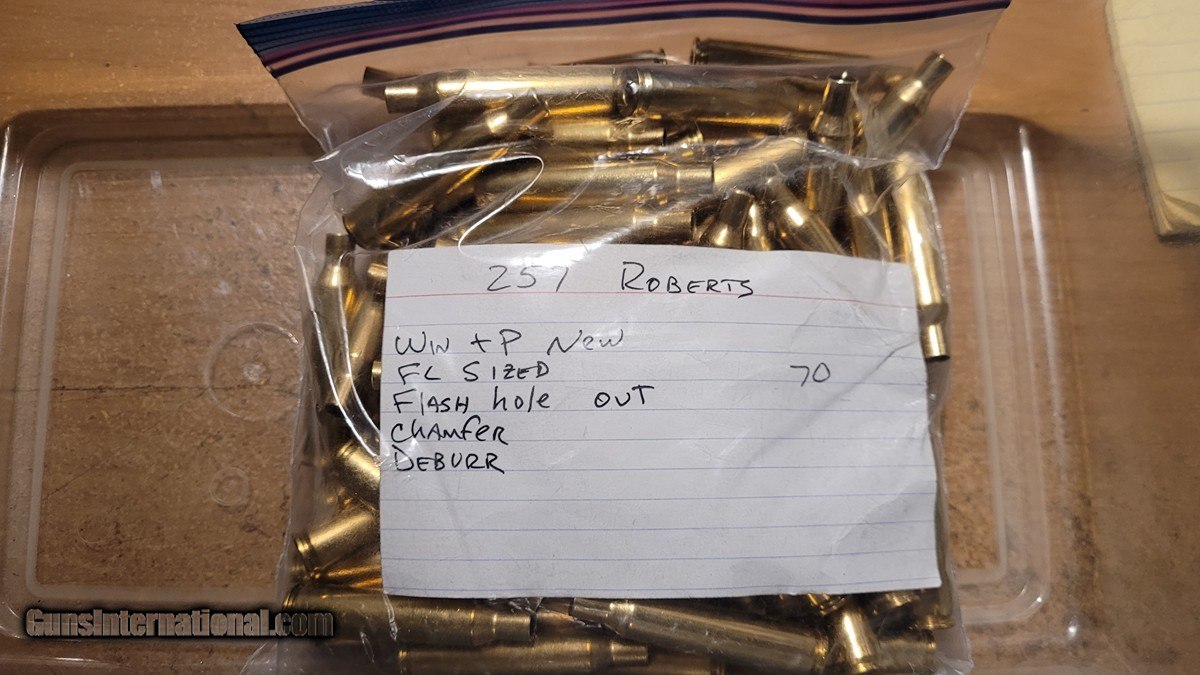 257 ROBERTS
WIN +P New
FL SIZED 70
FlASH hole OUT
CHAMFER
DEBURR
GunsInternational.com